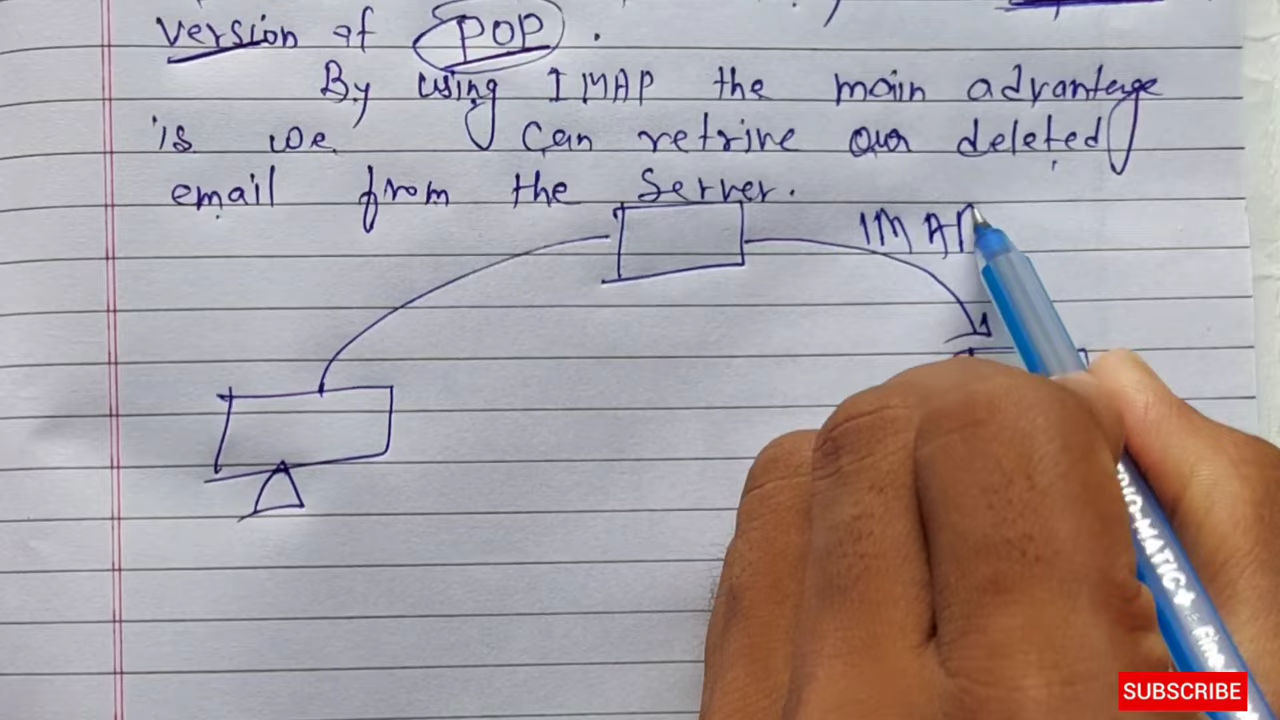 version of POP.
By using IMAP the main advantage
is we can retrive our deleted
email from the Server.
IMAP
SUBSCRIBE